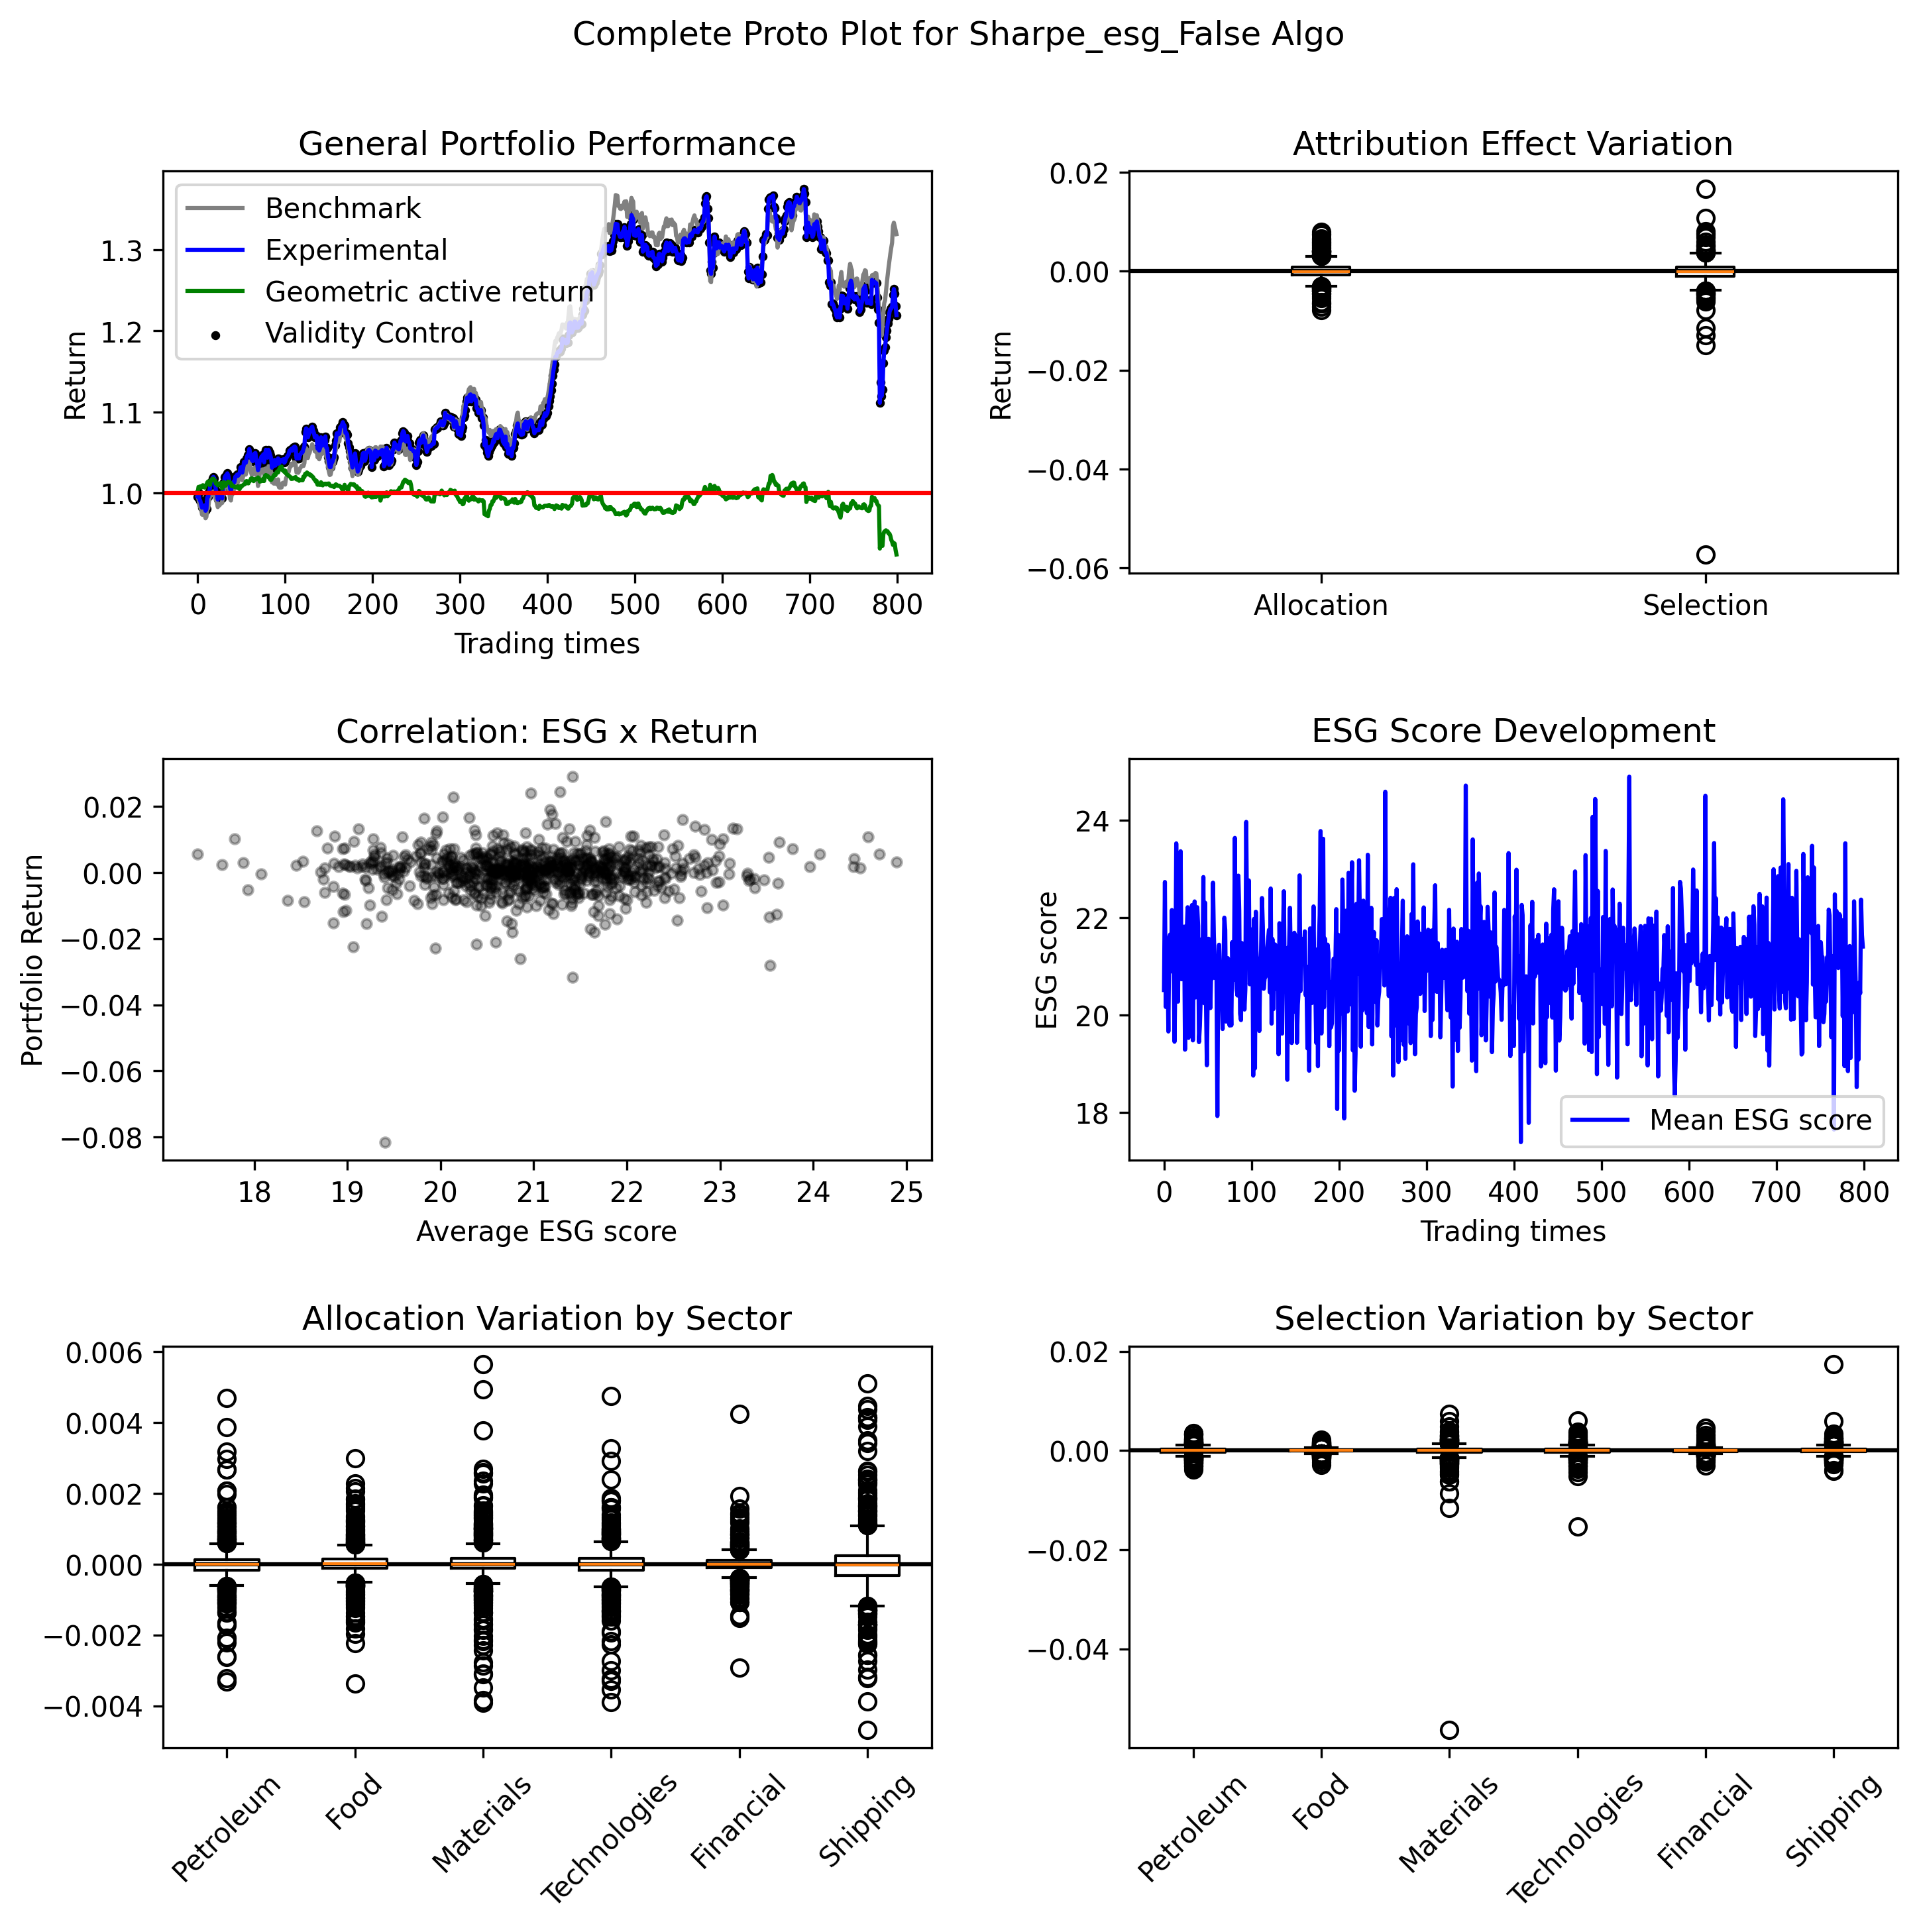 Complete Proto Plot for Sharpe_esg_False Algo
General Portfolio Performance
Return
1.3
1.2
1.1
1.0
Benchmark
Experimental
Geometric active return
Validity Control
0 100 200 300 400 500 600 700 800
Trading times
Attribution Effect Variation
Return
0.02
0.00
−0.02
−0.04
−0.06
Allocation Selection
Correlation: ESG x Return
Portfolio Return
0.02
0.00
−0.02
−0.04
−0.06
−0.08
18 19 20 21 22 23 24 25
Average ESG score
ESG Score Development
ESG score
24
22
20
18
Mean ESG score
0 100 200 300 400 500 600 700 800
Trading times
Allocation Variation by Sector
0.006
0.004
0.002
0.000
−0.002
−0.004
Petroleum
Food
Materials
Technologies
Financial
Shipping
Selection Variation by Sector
0.02
0.00
−0.02
−0.04
Petroleum
Food
Materials
Technologies
Financial
Shipping